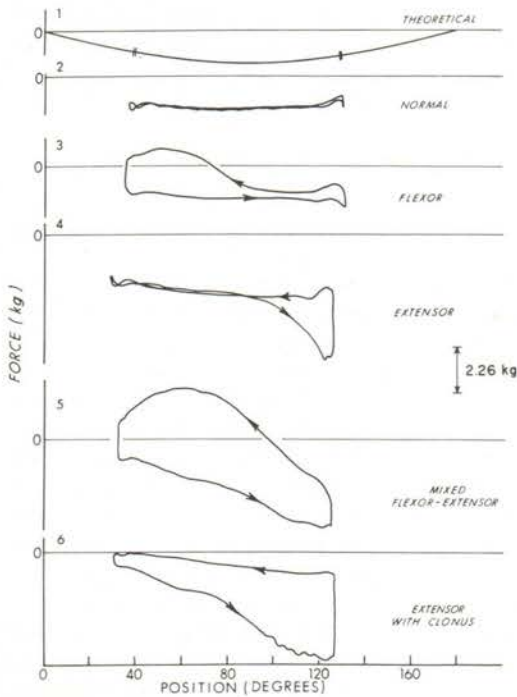 1
THEORETICAL
0
2
0
NORMAL
3
0
FLEXOR
4
0
EXTENSOR
2.26 kg
5
0
MIXED
FLEXOR-EXTENSOR
6
0
EXTENSOR
WITH CLONUS
FORCE (kg)
0 40 80 120 160
POSITION (DEGREES)